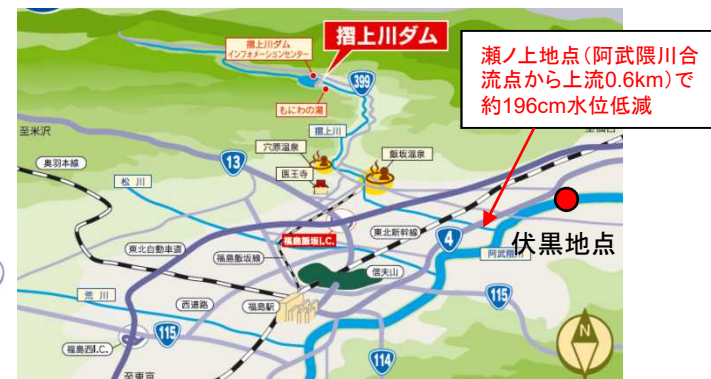 摺上川ダム
摺上川ダム
インフォメーションセンター
399
もにわの湯
瀬ノ上地点(阿武隈川合
流点から上流0.6km)で
約196cm水位低減
至米沢
摺上川
奥羽本線
13
穴原温泉
飯坂温泉
医王寺
松川
福島飯坂I.C.
東北新幹線
4
伏黒地点
阿武隈川
東北自動車道
福島飯坂線
信夫山
荒川
西道路
福島駅
115
115
福島西I.C.
114
至東京
N